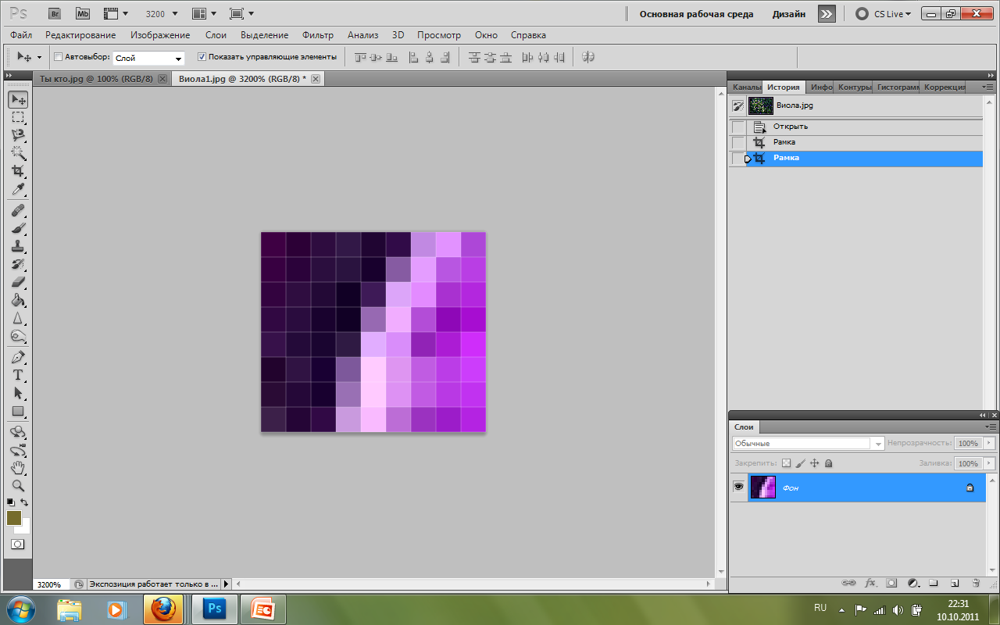 Ps Br Mb 3200 Основная рабочая среда Дизайн CS Live
Файл Редактирование Изображение Слои Выделение Фильтр Анализ 3D Просмотр Окно Справка
Автовыбор: Слой Показать управляющие элементы
Ты кто.jpg @ 100% (RGB/8) Виола1.jpg @ 3200% (RGB/8) *
Каналы История Инфо Контуры Гистограмм Коррекция
Виола.jpg
Открыть
Рамка
Рамка
Слои
Обычные Непрозрачность: 100%
Закрепить: Заливка: 100%
Фон
T
3200% Экспозиция работает только в ...
fx
Ps
RU 22:31
10.10.2011